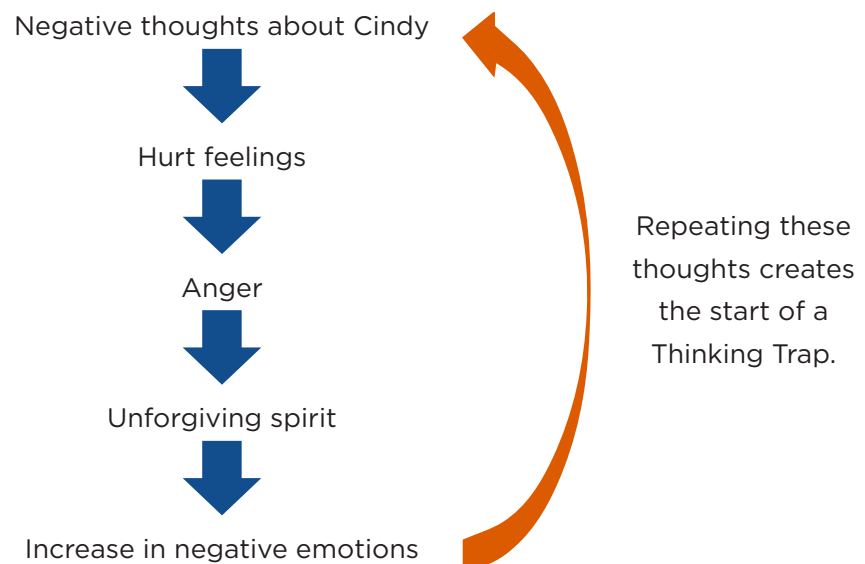 Negative thoughts about Cindy
Hurt feelings
Anger
Unforgiving spirit
Increase in negative emotions
Repeating these
thoughts creates
the start of a
Thinking Trap.